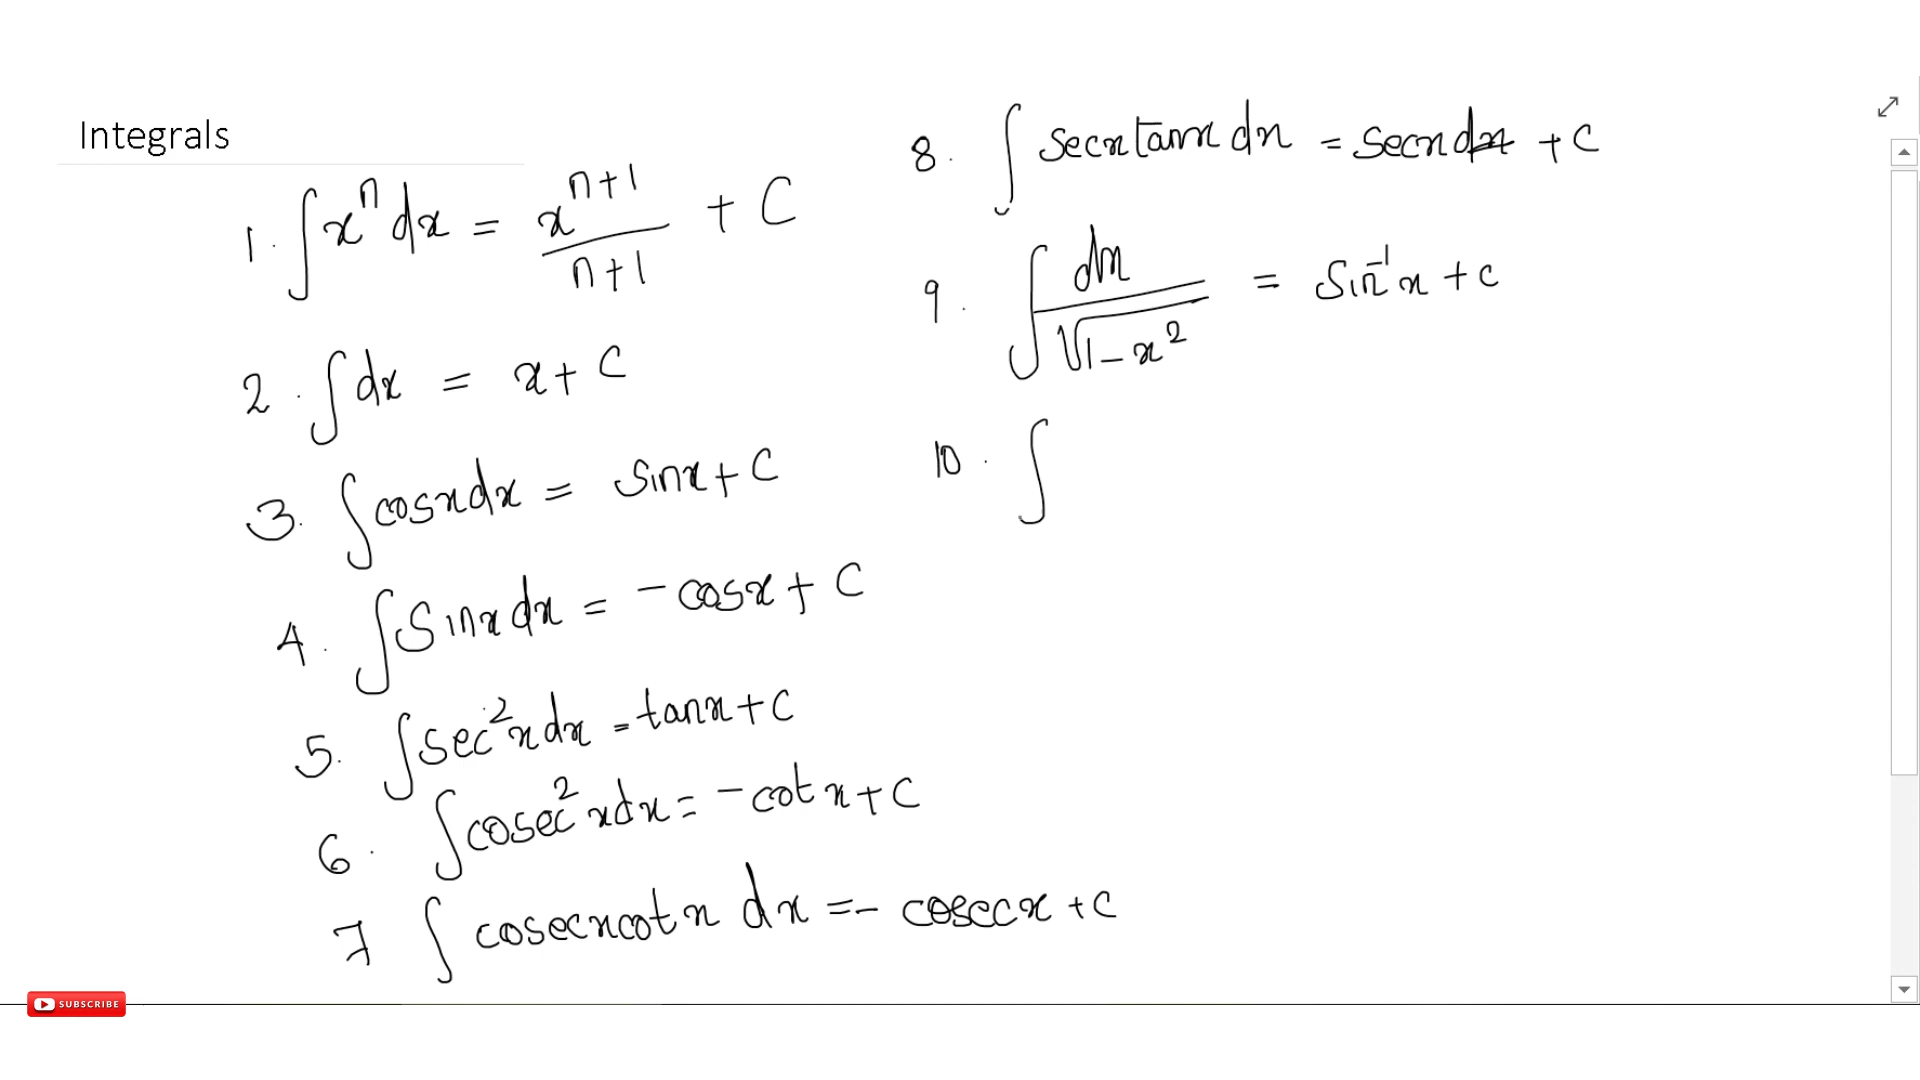 Integrals
1. ∫ xⁿ dx = xⁿ⁺¹ / n+1 + C
2. ∫ dx = x + C
3. ∫ cosx dx = sinx + C
4. ∫ sinx dx = - cosx + C
5. ∫ sec²x dx = tanx + C
6. ∫ cosec²x dx = - cot x + C
7 ∫ cosecx cot x dx = - cosecx + C
8. ∫ secx tanx dx = secx dx + C
9. ∫ dx / √1-x² = sin⁻¹x + C
10. ∫
SUBSCRIBE